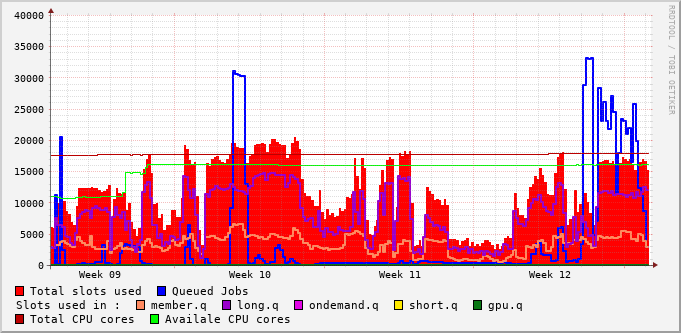 40000
35000
30000
25000
20000
15000
10000
5000
0
Week 09 Week 10 Week 11 Week 12
RRDTOOL / TOBI OETIKER
Total slots used Queued Jobs
Slots used in : member.q long.q ondemand.q short.q gpu.q
Total CPU cores Availale CPU cores